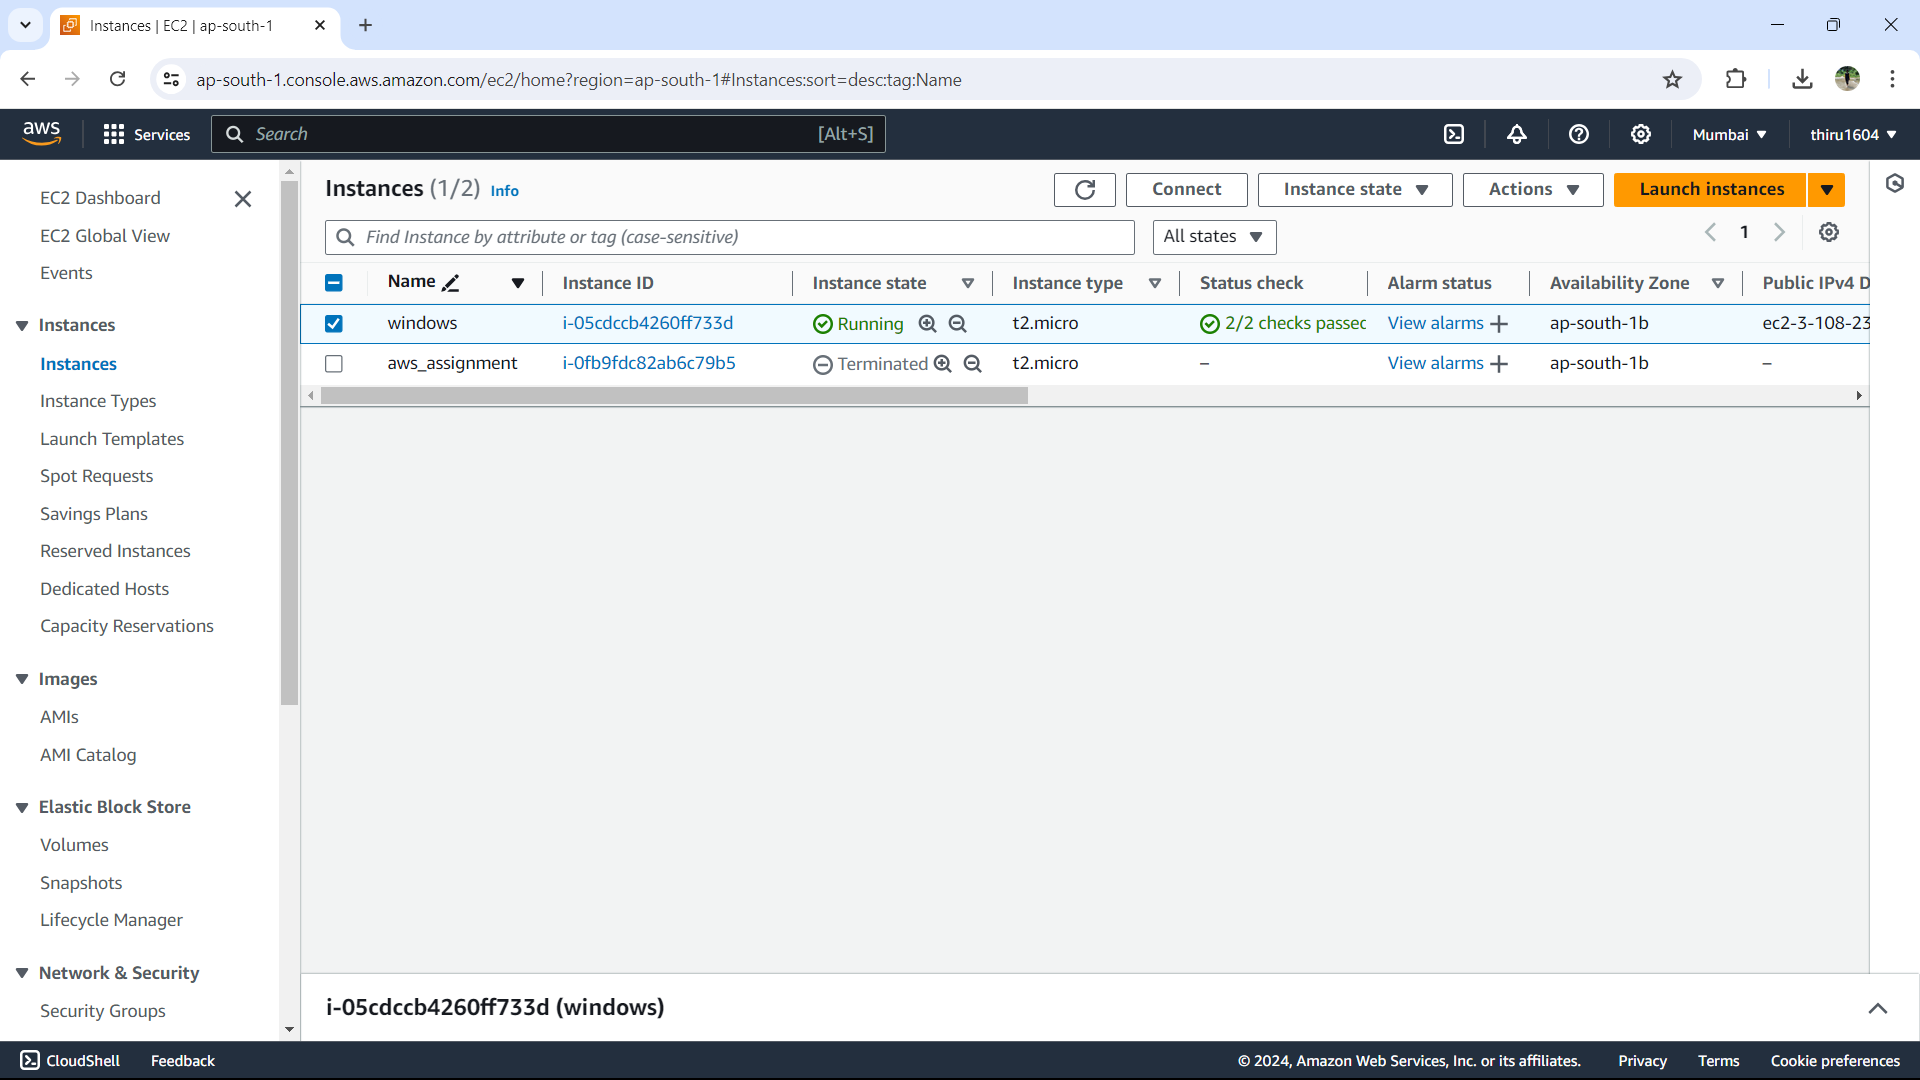 Instances | EC2 | ap-south-1
ap-south-1.console.aws.amazon.com/ec2/home?region=ap-south-1#Instances:sort=desc:tag:Name
aws
Services
Search
[Alt+S]
Mumbai
thiru1604
EC2 Dashboard
EC2 Global View
Events
Instances
Instances
Instance Types
Launch Templates
Spot Requests
Savings Plans
Reserved Instances
Dedicated Hosts
Capacity Reservations
Images
AMIs
AMI Catalog
Elastic Block Store
Volumes
Snapshots
Lifecycle Manager
Network & Security
Security Groups
Instances (1/2) Info
Connect
Instance state
Actions
Launch instances
Find Instance by attribute or tag (case-sensitive)
All states
1
Name Instance ID Instance state Instance type Status check Alarm status Availability Zone Public IPv4 D
windows i-05cdccb4260ff733d Running t2.micro 2/2 checks passec View alarms + ap-south-1b ec2-3-108-23
aws_assignment i-0fb9fdc82ab6c79b5 Terminated t2.micro – View alarms + ap-south-1b –
i-05cdccb4260ff733d (windows)
CloudShell Feedback © 2024, Amazon Web Services, Inc. or its affiliates. Privacy Terms Cookie preferences